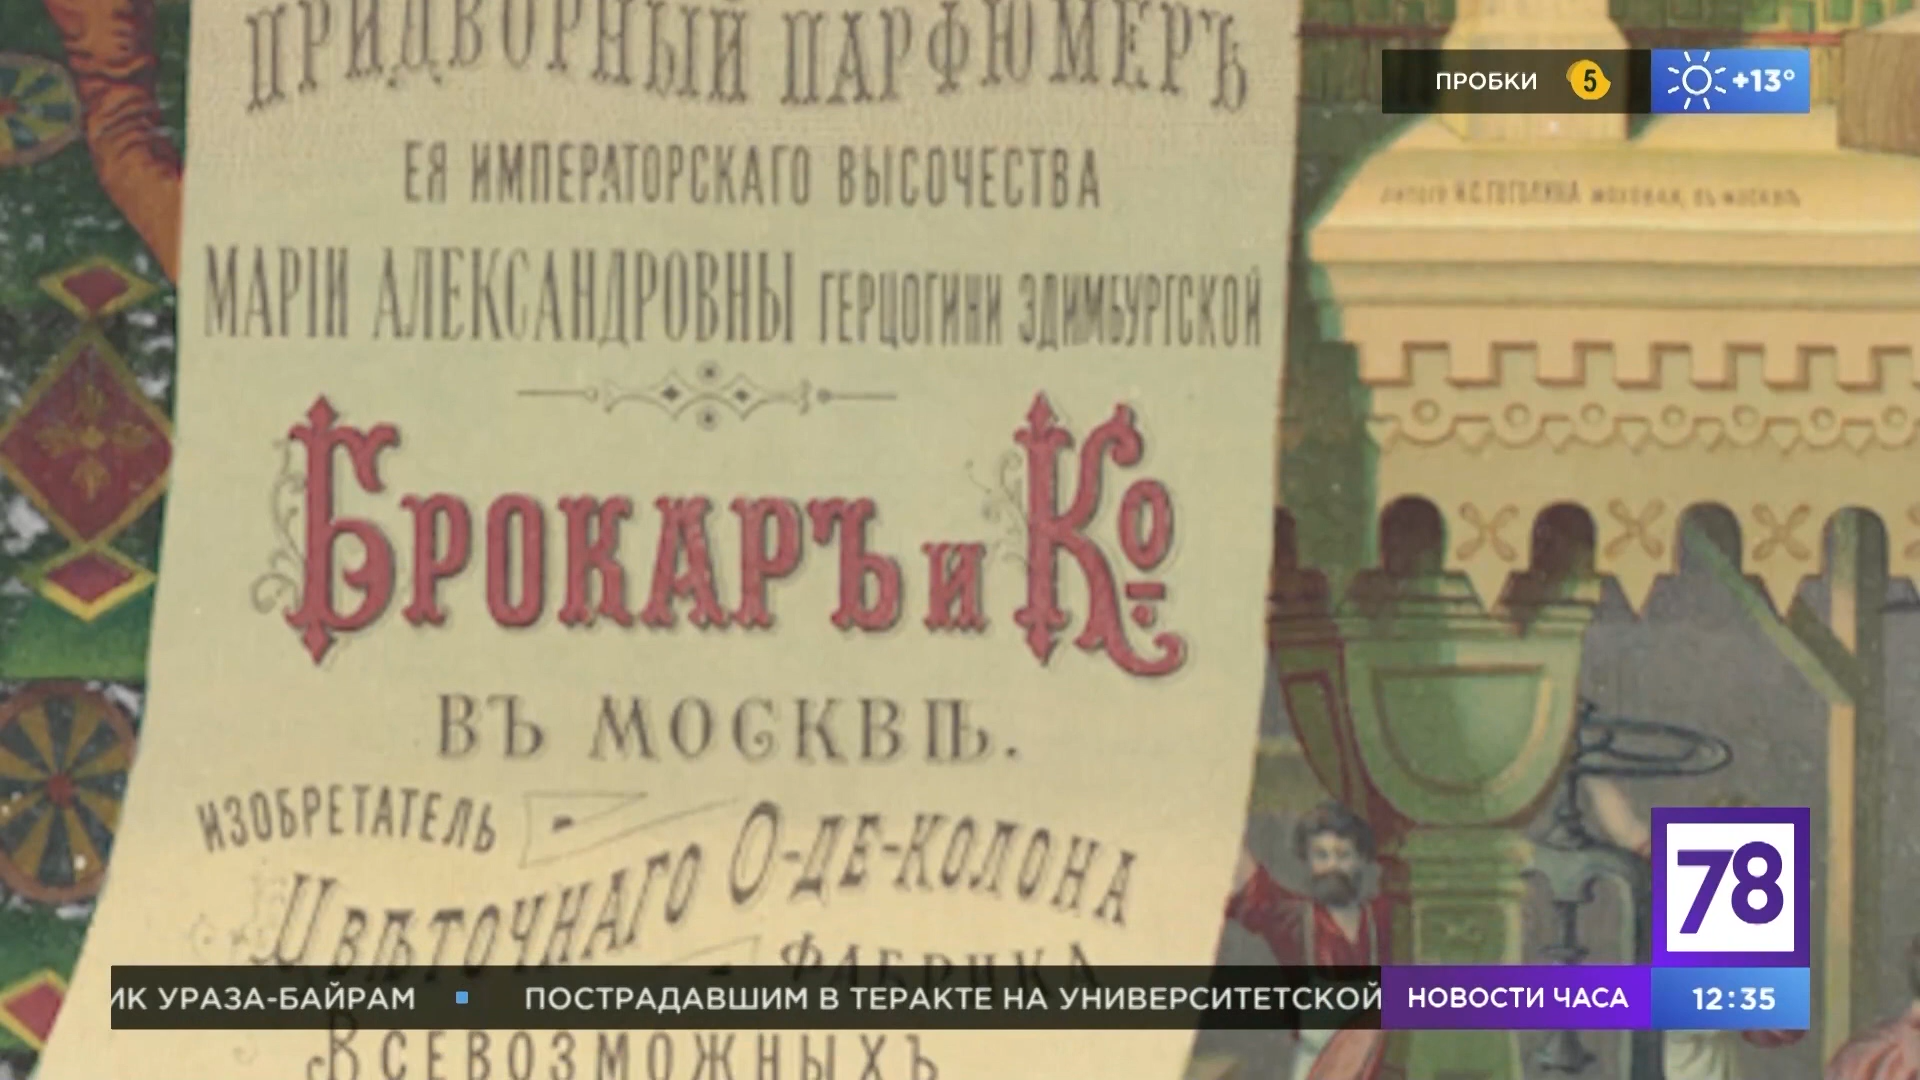 ПРИДВОРНЫЙ ПАРФЮМЕРЪ
ПРОБКИ 5 +13°
ЕЯ ИМПЕРАТОРСКАГО ВЫСОЧЕСТВА
МАРІИ АЛЕКСАНДРОВНЫ ГЕРЦОГИНИ ЭДИМБУРГСКОЙ
БРОКАРЪ и Ко
ВЪ МОСКВѢ.
ИЗОБРЕТАТЕЛЬ
ЦВѢТОЧНАГО О-ДЕ-КОЛОНА
ФАБРИКА
78
ИК УРАЗА-БАЙРАМ ПОСТРАДАВШИМ В ТЕРАКТЕ НА УНИВЕРСИТЕТСКОЙ НОВОСТИ ЧАСА 12:35
ВСЕВОЗМОЖНЫХЪ